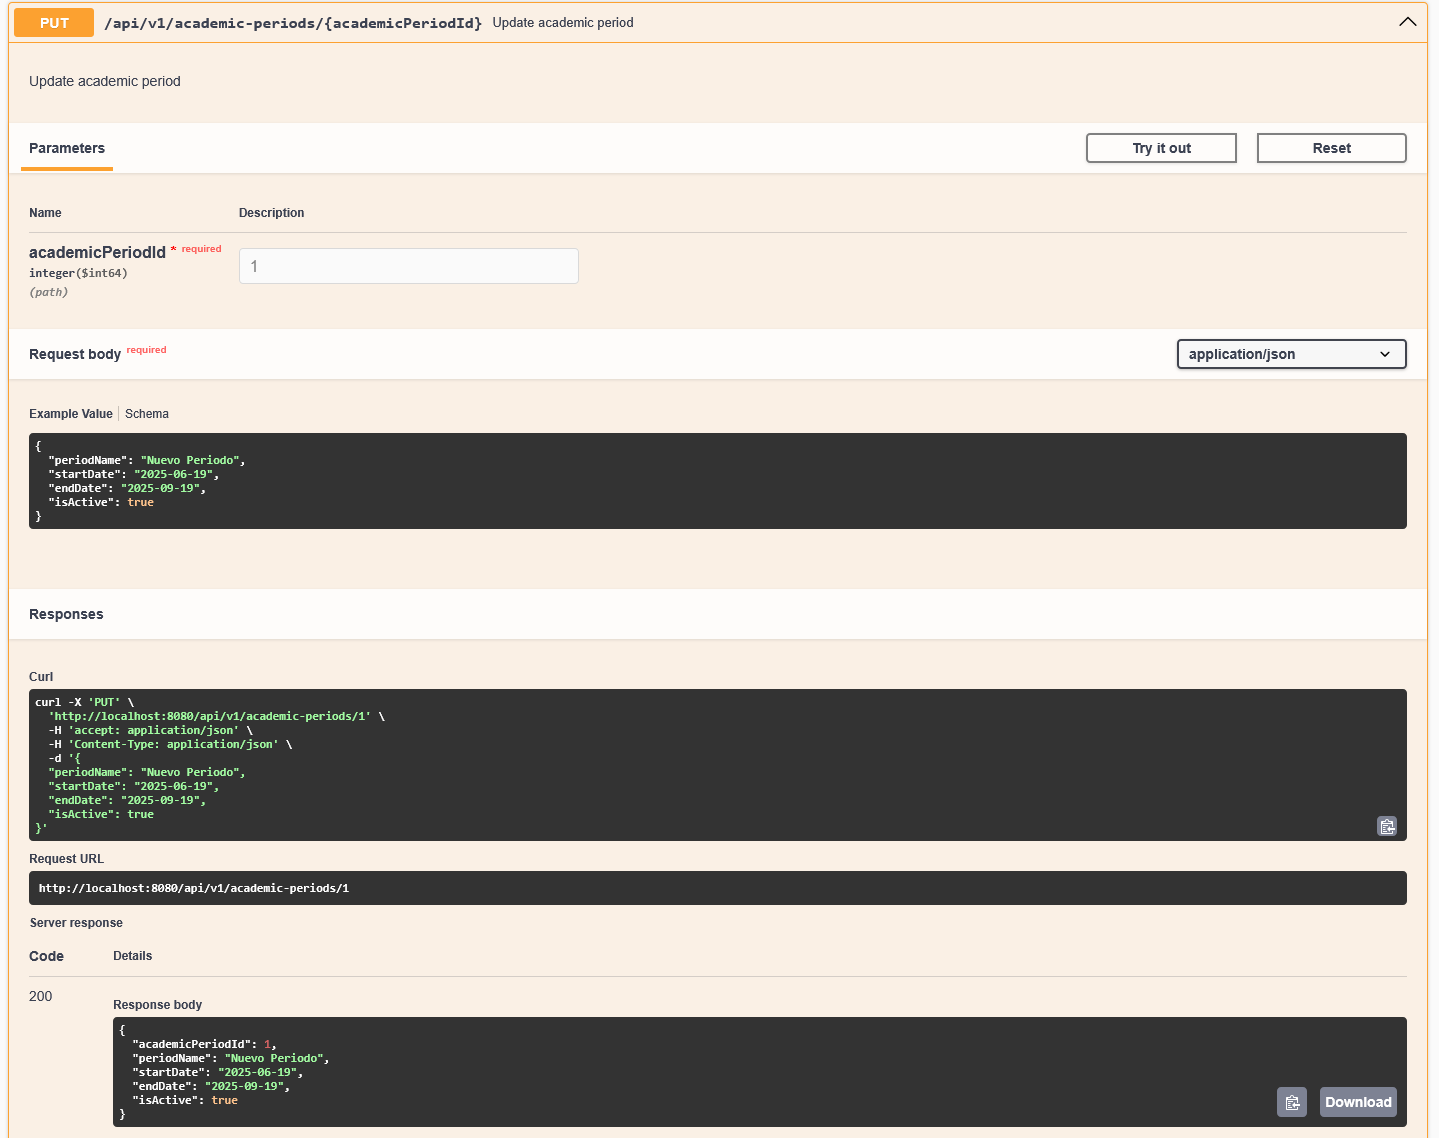 PUT /api/v1/academic-periods/{academicPeriodId} Update academic period
Update academic period
Parameters
Try it out
Reset
Name Description
academicPeriodId * required
integer($int64)
(path)
1
Request body required
application/json
Example Value Schema
{
  "periodName": "Nuevo Periodo",
  "startDate": "2025-06-19",
  "endDate": "2025-09-19",
  "isActive": true
}
Responses
Curl
curl -X 'PUT' \
  'http://localhost:8080/api/v1/academic-periods/1' \
  -H 'accept: application/json' \
  -H 'Content-Type: application/json' \
  -d '{
  "periodName": "Nuevo Periodo",
  "startDate": "2025-06-19",
  "endDate": "2025-09-19",
  "isActive": true
}'
Request URL
http://localhost:8080/api/v1/academic-periods/1
Server response
Code Details
200
Response body
{
  "academicPeriodId": 1,
  "periodName": "Nuevo Periodo",
  "startDate": "2025-06-19",
  "endDate": "2025-09-19",
  "isActive": true
}
Download